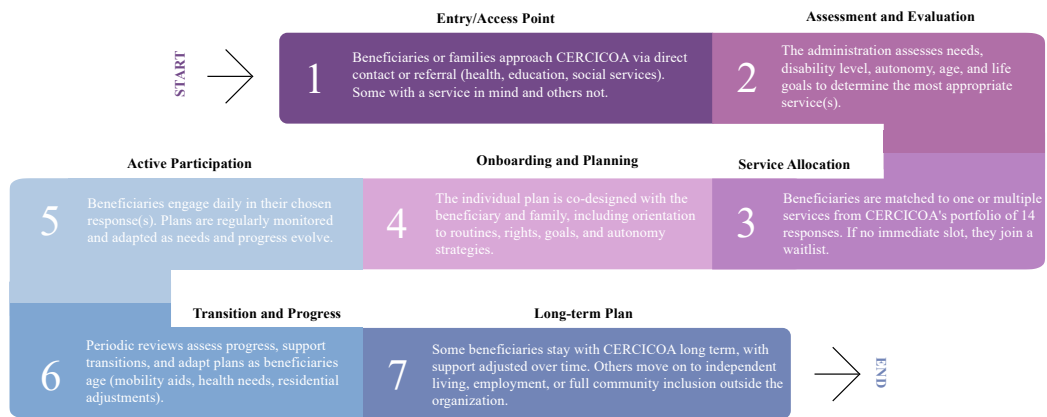 Entry/Access Point
Assessment and Evaluation
START
1
Beneficiaries or families approach CERCICOA via direct
contact or referral (health, education, social services).
Some with a service in mind and others not.
2
The administration assesses needs,
disability level, autonomy, age, and life
goals to determine the most appropriate
service(s).
Service Allocation
3
Beneficiaries are matched to one or multiple
services from CERCICOA's portfolio of 14
responses. If no immediate slot, they join a
waitlist.
Onboarding and Planning
4
The individual plan is co-designed with the
beneficiary and family, including orientation
to routines, rights, goals, and autonomy
strategies.
Active Participation
5
Beneficiaries engage daily in their chosen
response(s). Plans are regularly monitored
and adapted as needs and progress evolve.
Transition and Progress
6
Periodic reviews assess progress, support
transitions, and adapt plans as beneficiaries
age (mobility aids, health needs, residential
adjustments).
Long-term Plan
7
Some beneficiaries stay with CERCICOA long term, with
support adjusted over time. Others move on to independent
living, employment, or full community inclusion outside the
organization.
END